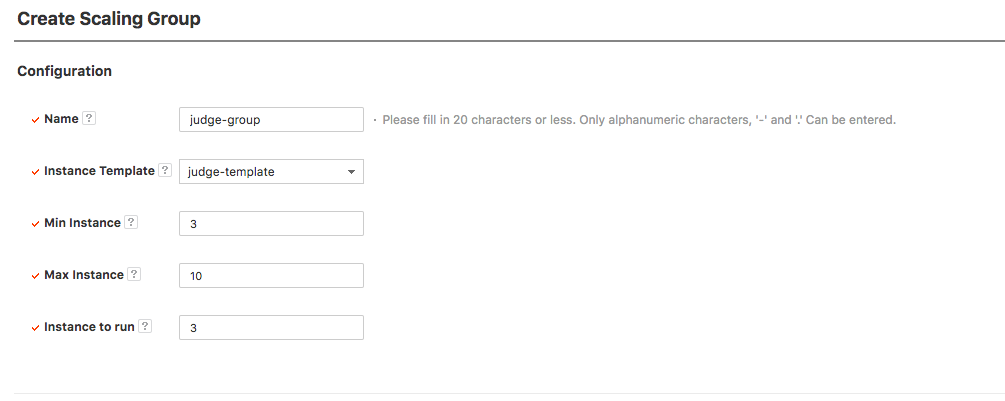 Create Scaling Group
Configuration
Name ? judge-group · Please fill in 20 characters or less. Only alphanumeric characters, '-' and '.' Can be entered.
Instance Template ? judge-template
Min Instance ? 3
Max Instance ? 10
Instance to run ? 3